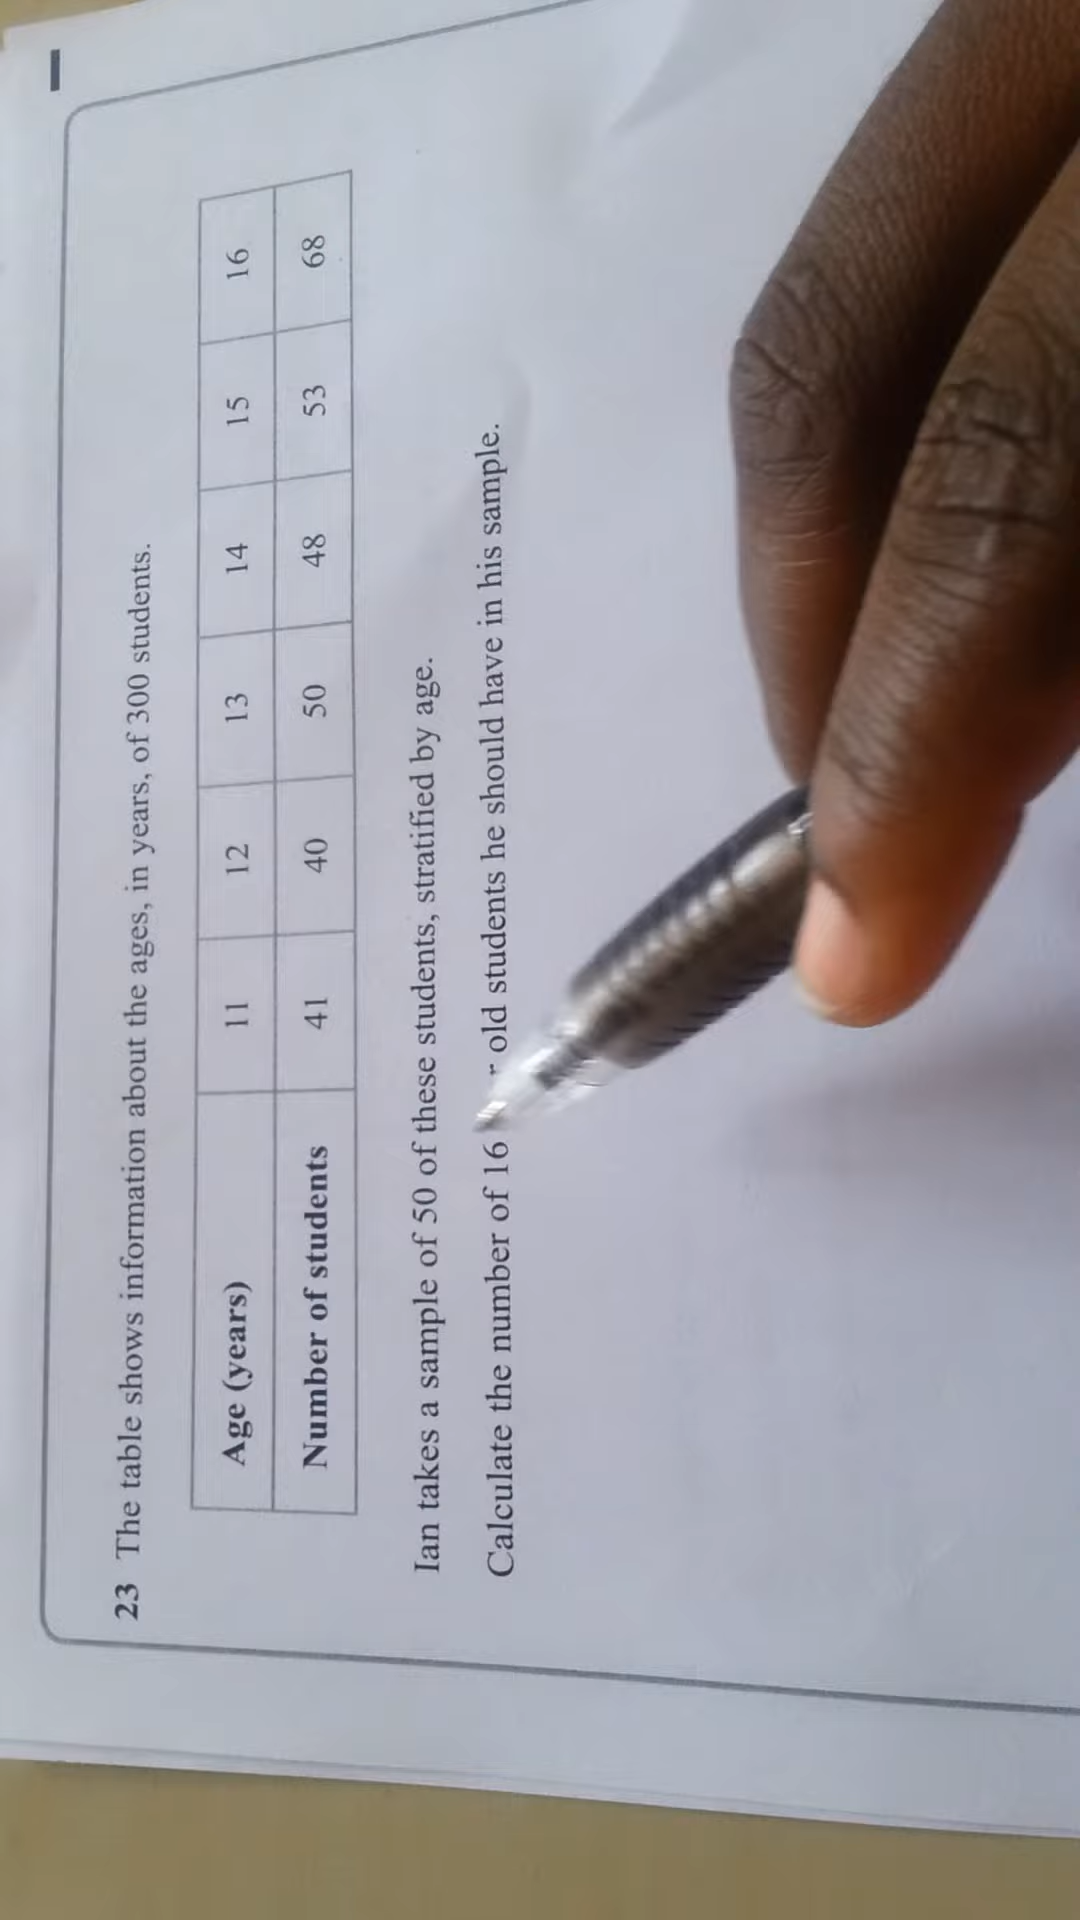 23 The table shows information about the ages, in years, of 300 students.
Age (years) 11 12 13 14 15 16
Number of students 41 40 50 48 53 68
Ian takes a sample of 50 of these students, stratified by age.
Calculate the number of 16 old students he should have in his sample.